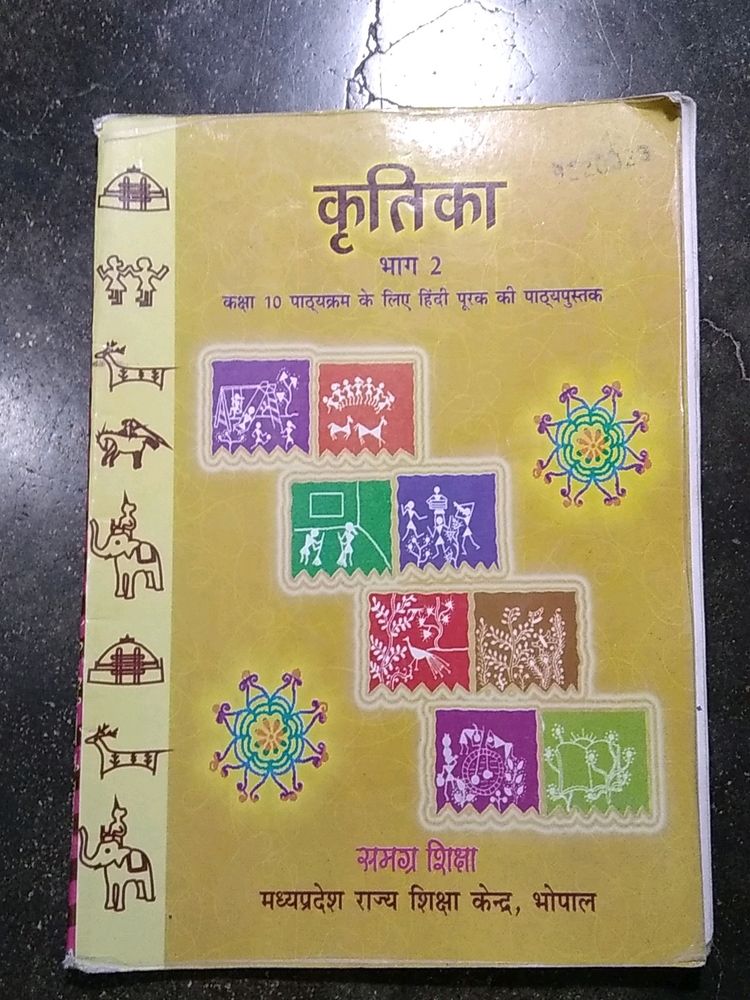 कृतिका
भाग 2
कक्षा 10 पाठ्यक्रम के लिए हिंदी पूरक की पाठ्यपुस्तक
समग्र शिक्षा
मध्यप्रदेश राज्य शिक्षा केन्द्र, भोपाल